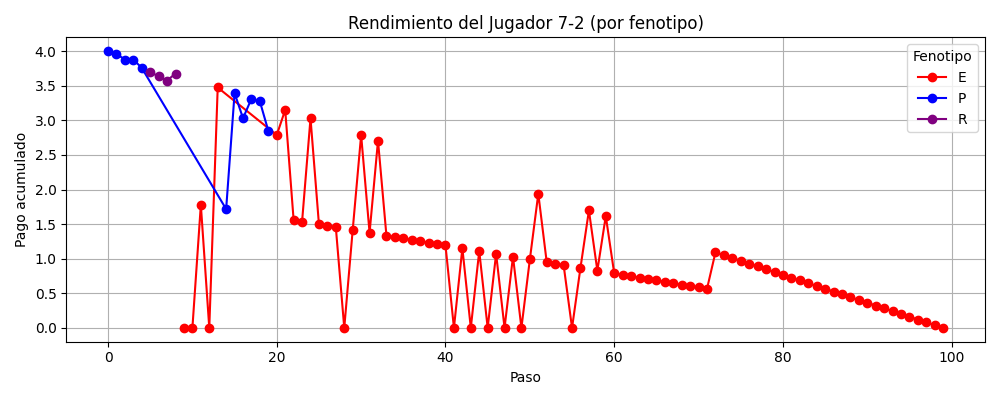 Rendimiento del Jugador 7-2 (por fenotipo)
Pago acumulado
4.0
3.5
3.0
2.5
2.0
1.5
1.0
0.5
0.0
Fenotipo
E
P
R
0
20
40
60
80
100
Paso